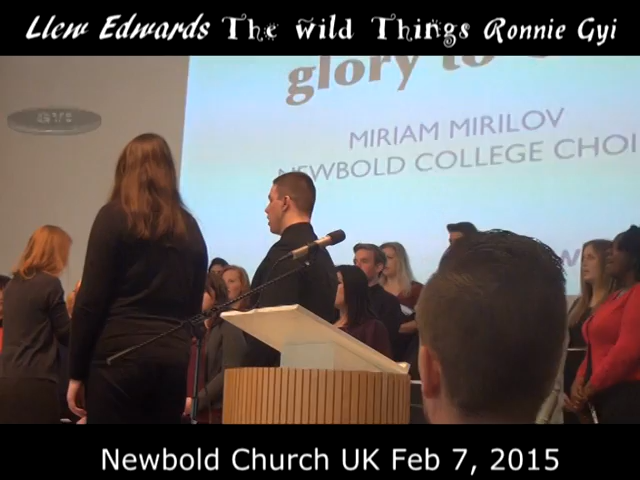 Llew Edwards The Wild Things Ronnie Gyi
glory to
GYI
MIRIAM MIRILOV
NEWBOLD COLLEGE CHOI
Newbold Church UK Feb 7, 2015